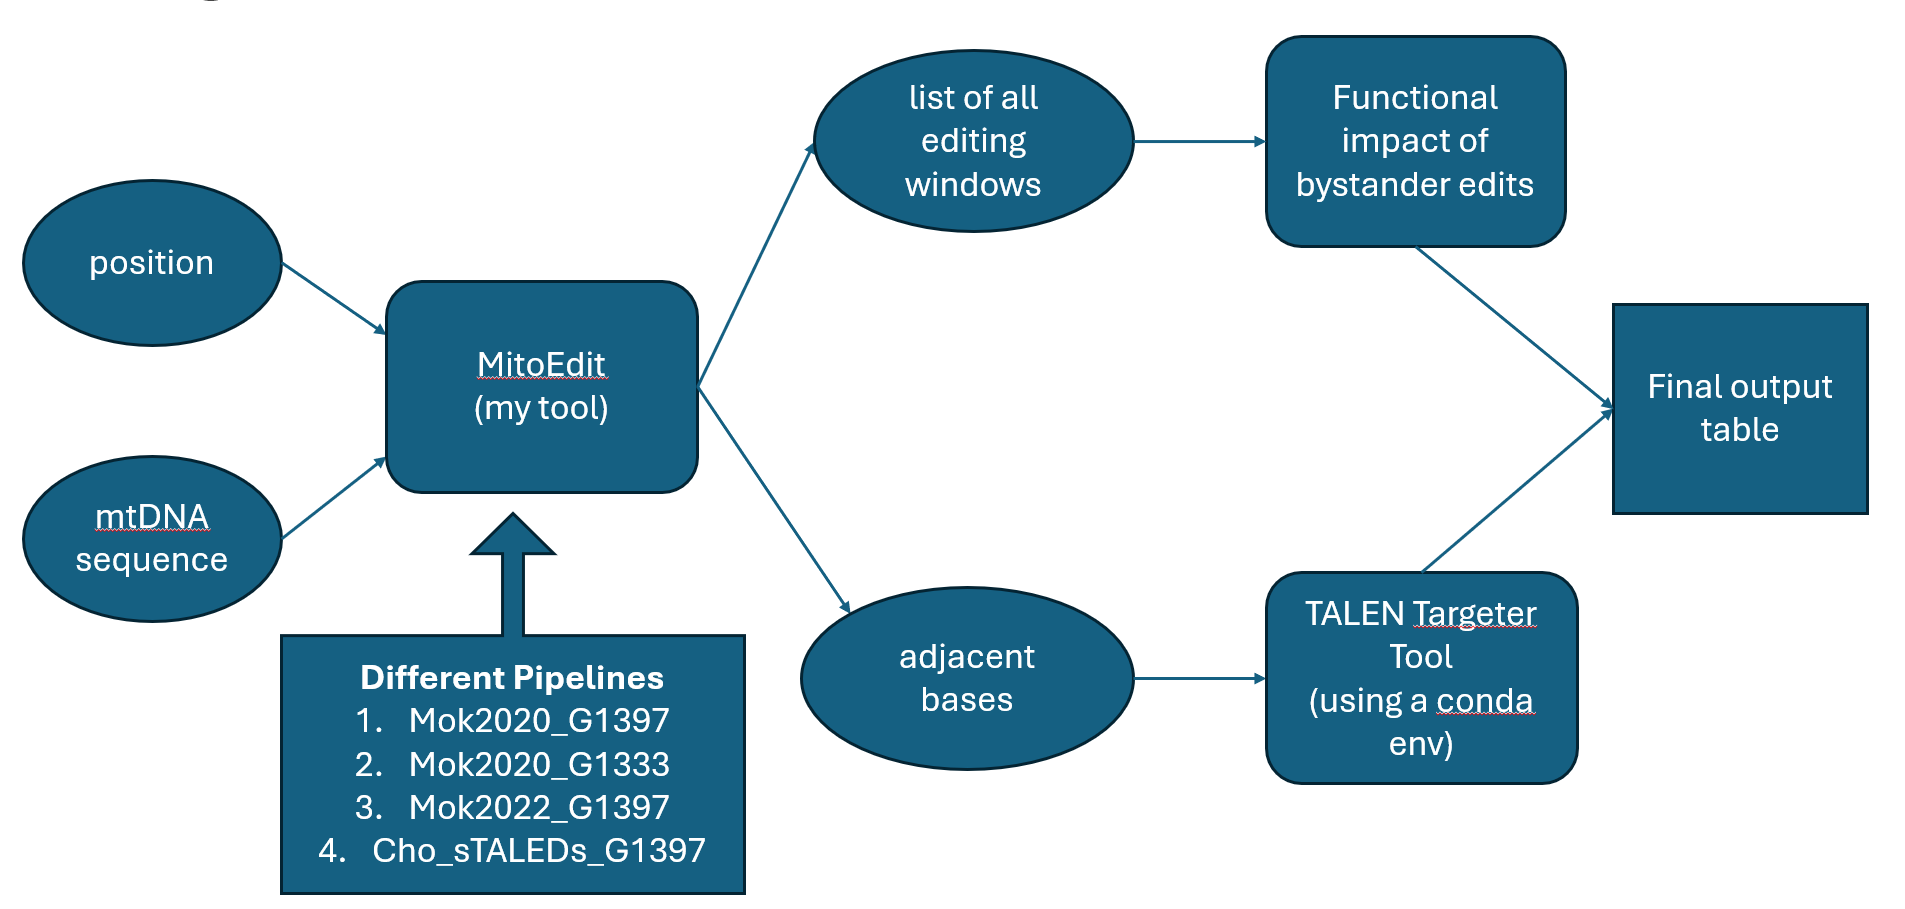 position
mtDNA
sequence
MitoEdit
(my tool)
Different Pipelines
1. Mok2020_G1397
2. Mok2020_G1333
3. Mok2022_G1397
4. Cho_sTALEDs_G1397
list of all
editing
windows
adjacent
bases
Functional
impact of
bystander edits
TALEN Targeter
Tool
(using a conda
env)
Final output
table